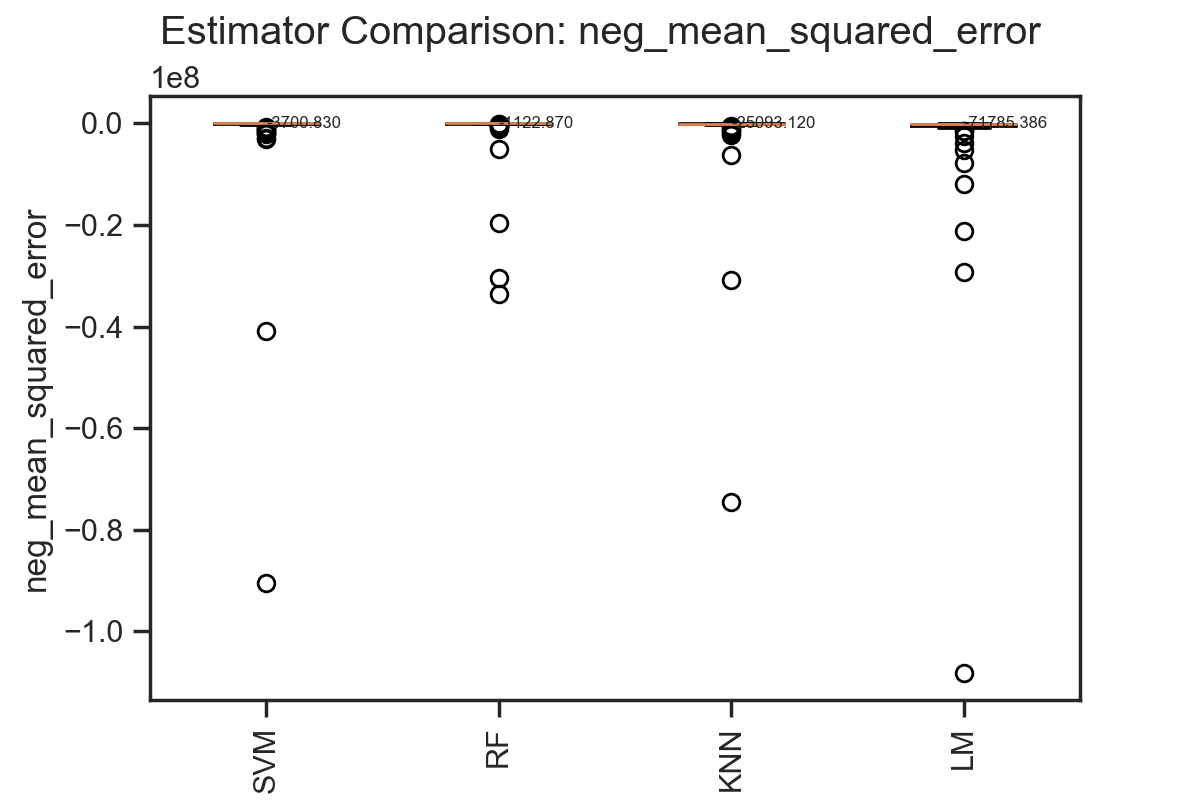 Estimator Comparison: neg_mean_squared_error
1e8
0.0
−0.2
−0.4
−0.6
−0.8
−1.0
neg_mean_squared_error
-3700.830
-1122.870
-25093.120
-71785.386
SVM
RF
KNN
LM